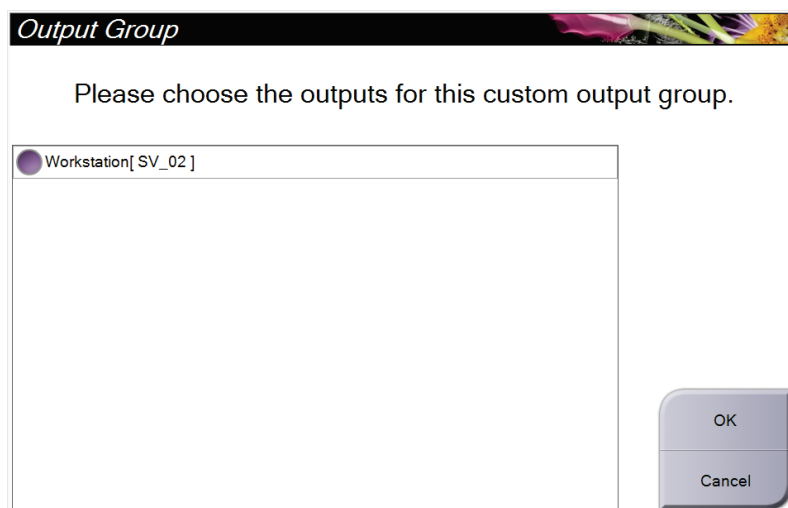 Output Group
Please choose the outputs for this custom output group.
Workstation[ SV_02 ]
OK
Cancel